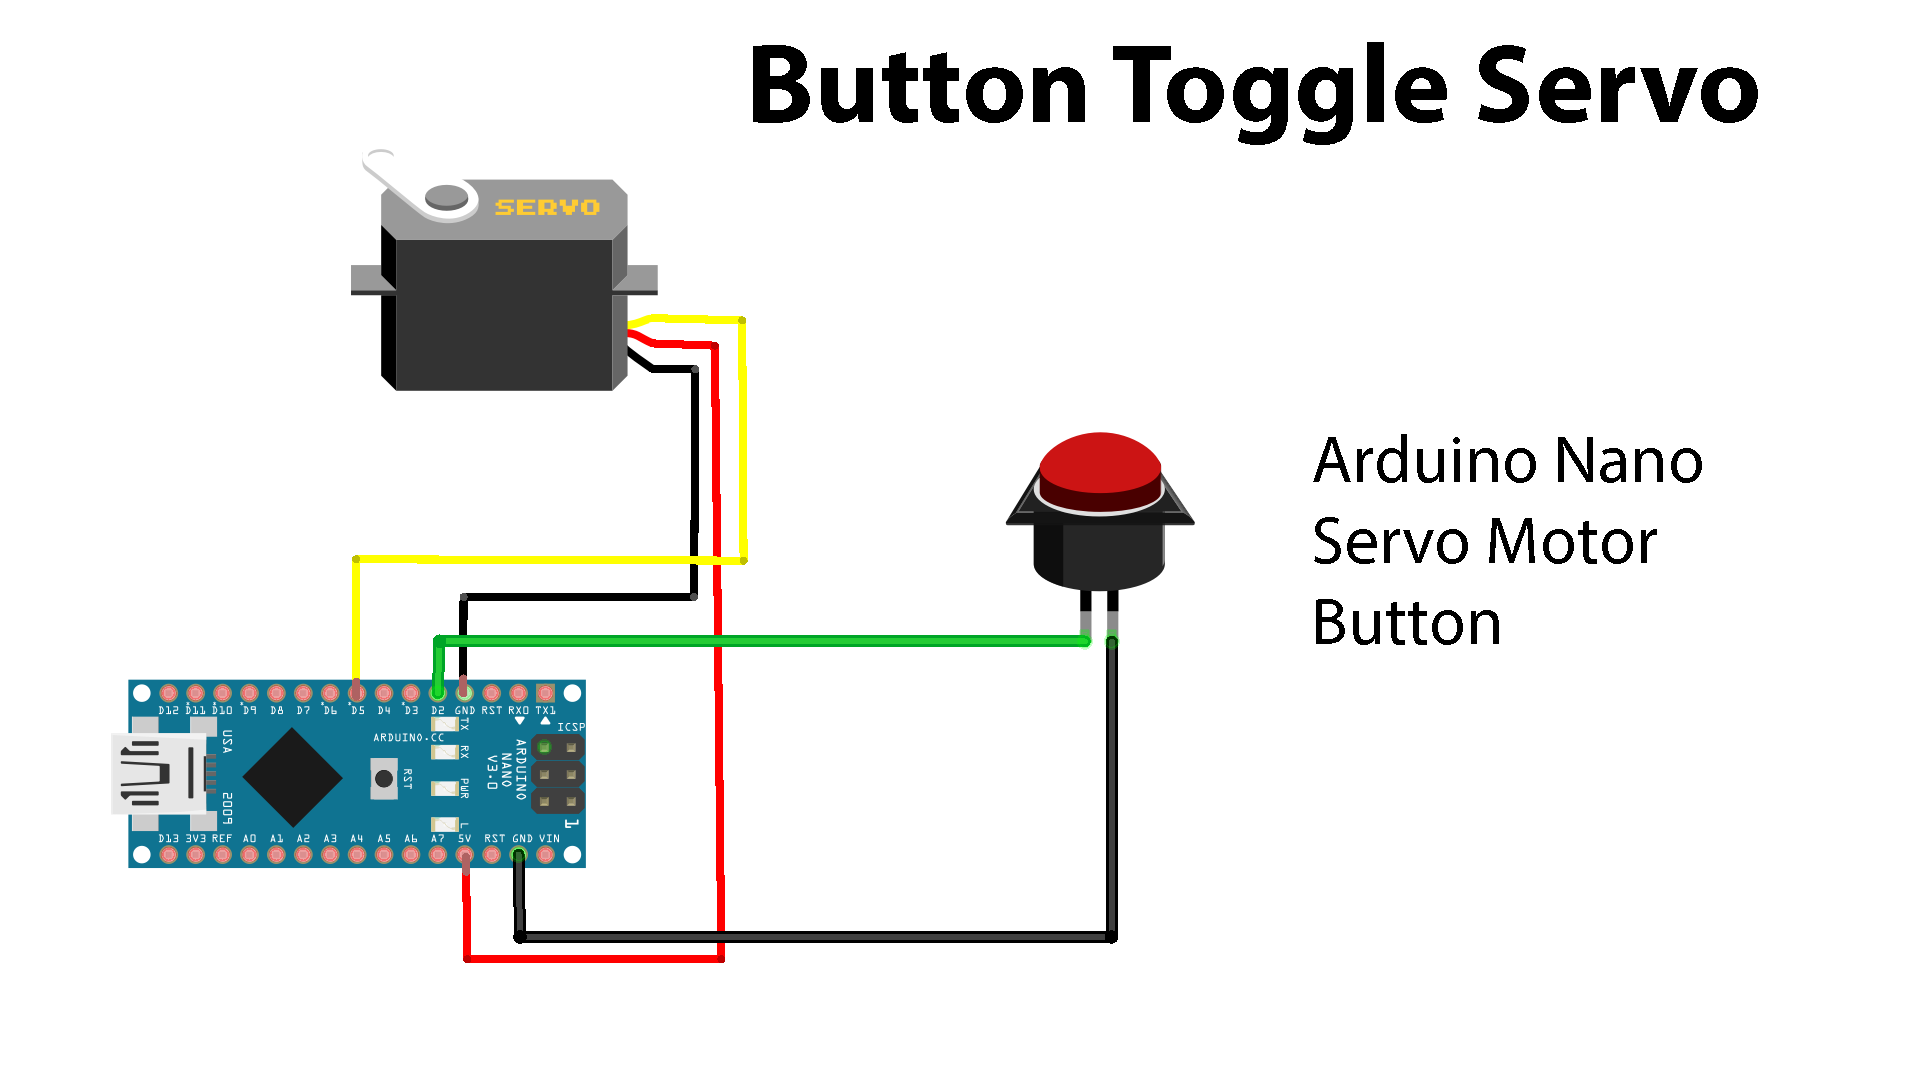 Button Toggle Servo
SERVO
Arduino Nano
Servo Motor
Button
D12 D11 D10 D9 D8 D7 D6 D5 D4 D3 D2 GND RST RX0 TX1
ICSP
TX
RX
PWR
L
USA
2009
ARDUINO.CC
RST
ARDUINO
NANO
V3.0
1
D13 3V3 REF A0 A1 A2 A3 A4 A5 A6 A7 5V RST GND VIN